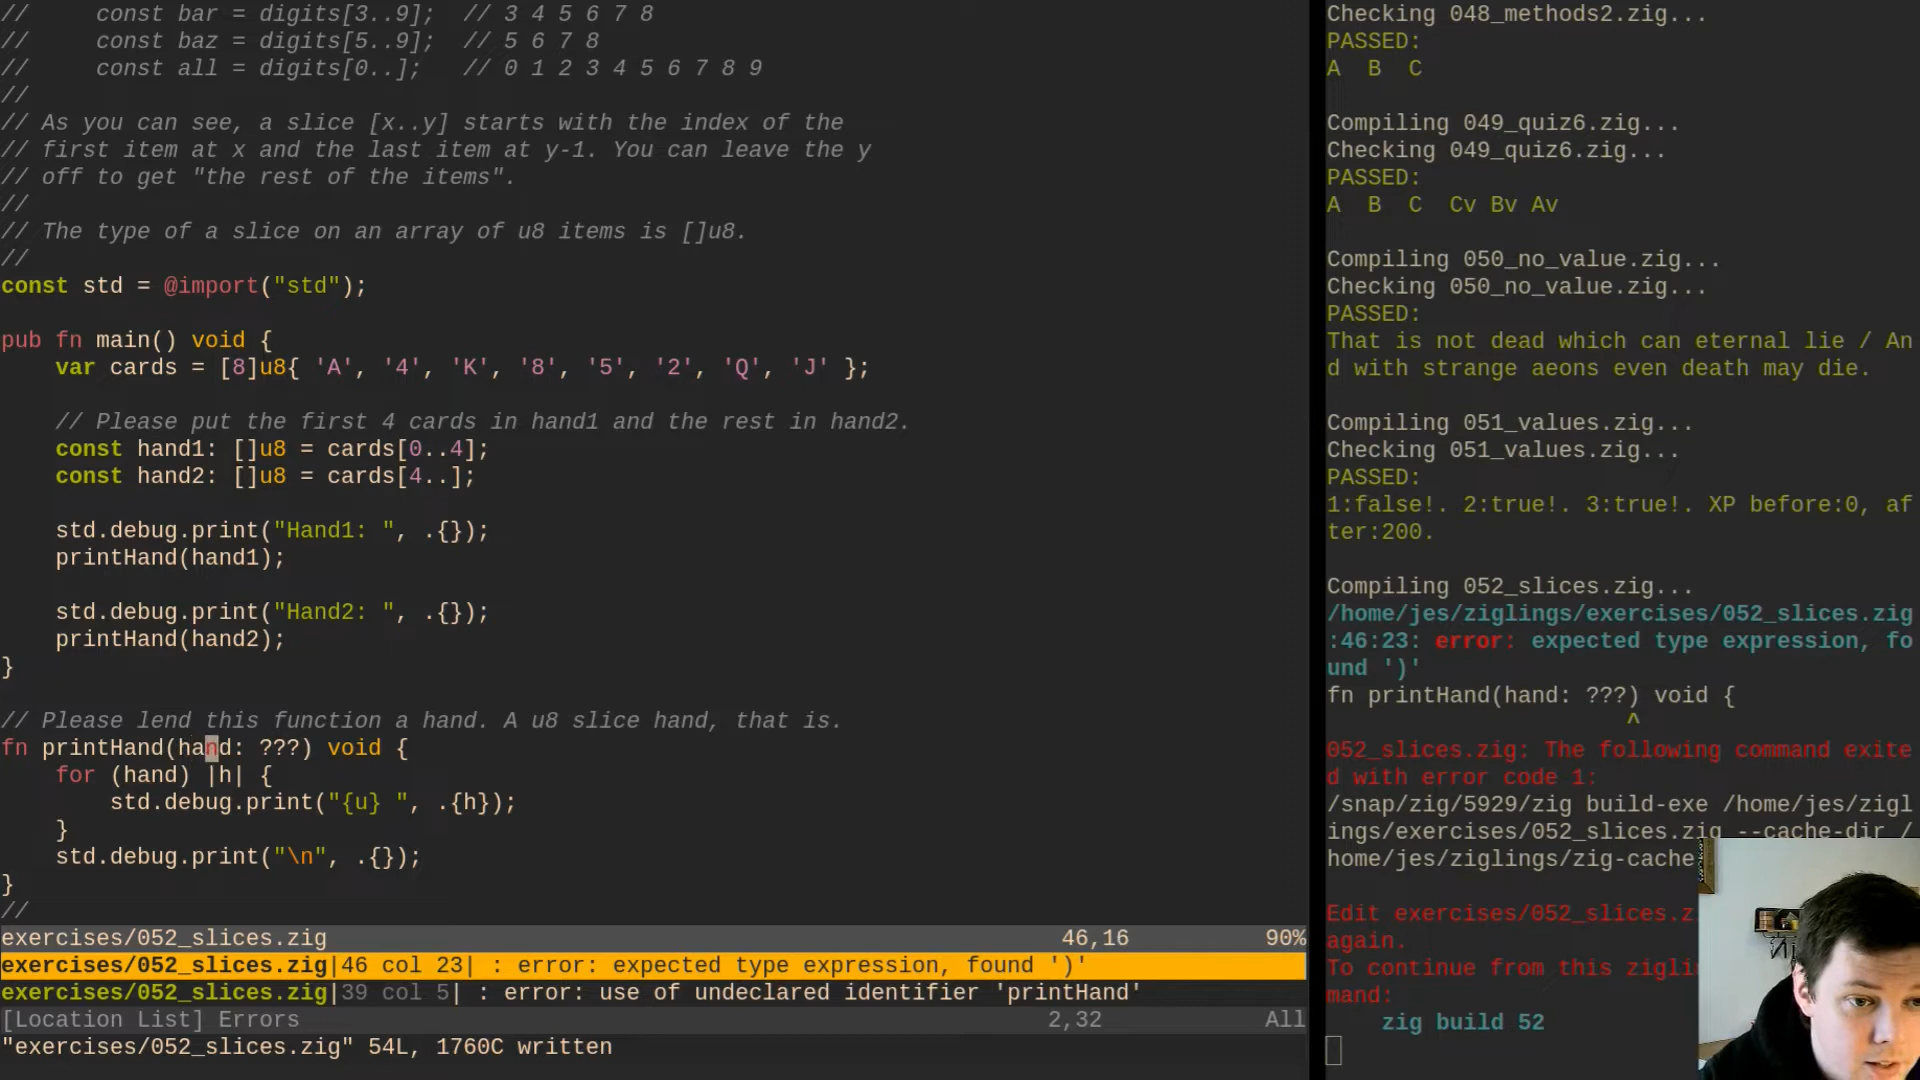 //     const bar = digits[3..9];  // 3 4 5 6 7 8
//     const baz = digits[5..9];  // 5 6 7 8
//     const all = digits[0..];   // 0 1 2 3 4 5 6 7 8 9
//
// As you can see, a slice [x..y] starts with the index of the
// first item at x and the last item at y-1. You can leave the y
// off to get "the rest of the items".
//
// The type of a slice on an array of u8 items is []u8.
//
const std = @import("std");
pub fn main() void {
    var cards = [8]u8{ 'A', '4', 'K', '8', '5', '2', 'Q', 'J' };
    // Please put the first 4 cards in hand1 and the rest in hand2.
    const hand1: []u8 = cards[0..4];
    const hand2: []u8 = cards[4..];
    std.debug.print("Hand1: ", .{});
    printHand(hand1);
    std.debug.print("Hand2: ", .{});
    printHand(hand2);
}
// Please lend this function a hand. A u8 slice hand, that is.
fn printHand(hand: ???) void {
    for (hand) |h| {
        std.debug.print("{u} ", .{h});
    }
    std.debug.print("\n", .{});
}
//
exercises/052_slices.zig 46,16 90%
exercises/052_slices.zig|46 col 23| : error: expected type expression, found ')'
exercises/052_slices.zig|39 col 5| : error: use of undeclared identifier 'printHand'
[Location List] Errors 2,32 All
"exercises/052_slices.zig" 54L, 1760C written
Checking 048_methods2.zig...
PASSED:
A  B  C
Compiling 049_quiz6.zig...
Checking 049_quiz6.zig...
PASSED:
A  B  C  Cv Bv Av
Compiling 050_no_value.zig...
Checking 050_no_value.zig...
PASSED:
That is not dead which can eternal lie / An
d with strange aeons even death may die.
Compiling 051_values.zig...
Checking 051_values.zig...
PASSED:
1:false!. 2:true!. 3:true!. XP before:0, af
ter:200.
Compiling 052_slices.zig...
/home/jes/ziglings/exercises/052_slices.zig
:46:23: error: expected type expression, fo
und ')'
fn printHand(hand: ???) void {
^
052_slices.zig: The following command exite
d with error code 1:
/snap/zig/5929/zig build-exe /home/jes/zigl
ings/exercises/052_slices.zig --cache-dir /
home/jes/ziglings/zig-cache
Edit exercises/052_slices.z
again.
To continue from this zigli
mand:
    zig build 52